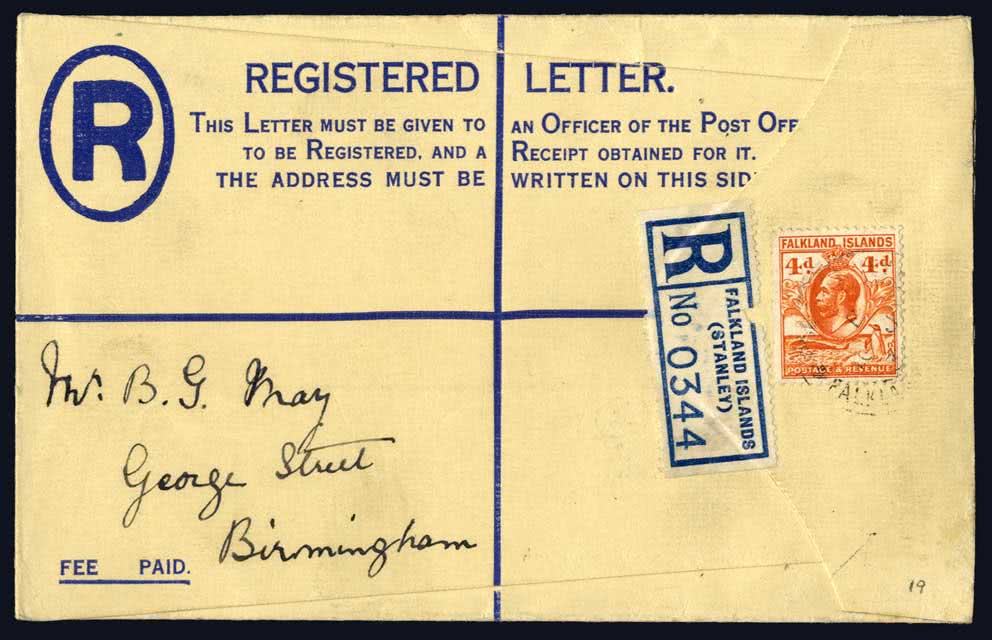 R
REGISTERED LETTER.
THIS LETTER MUST BE GIVEN TO AN OFFICER OF THE POST OFF
TO BE REGISTERED, AND A RECEIPT OBTAINED FOR IT.
THE ADDRESS MUST BE WRITTEN ON THIS SID
R
FALKLAND ISLANDS
(STANLEY)
No 0344
FALKLAND ISLANDS
4d. 4d.
POSTAGE & REVENUE
FALKL
Mr. B. G. May
George Street
Birmingham
FEE PAID.
19